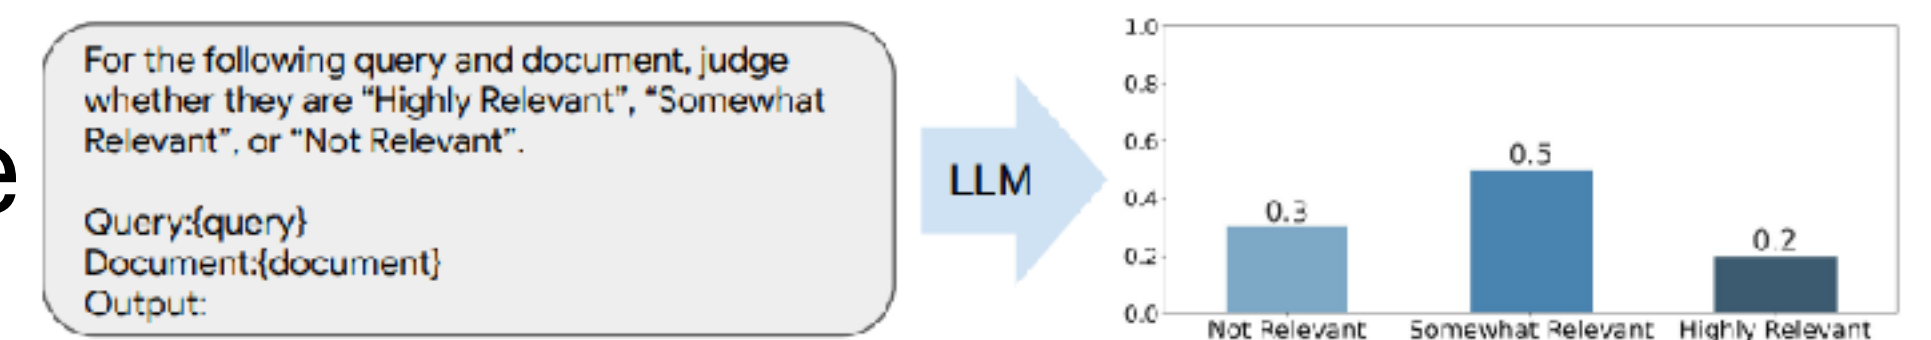 e
For the following query and document, judge
whether they are “Highly Relevant”, “Somewhat
Relevant”, or “Not Relevant”.
Query:{query}
Document:{document}
Output:
LLM
1.0
0.8
0.6
0.4
0.2
0.0
0.3
0.5
0.2
Not Relevant Somewhat Relevant Highly Relevant